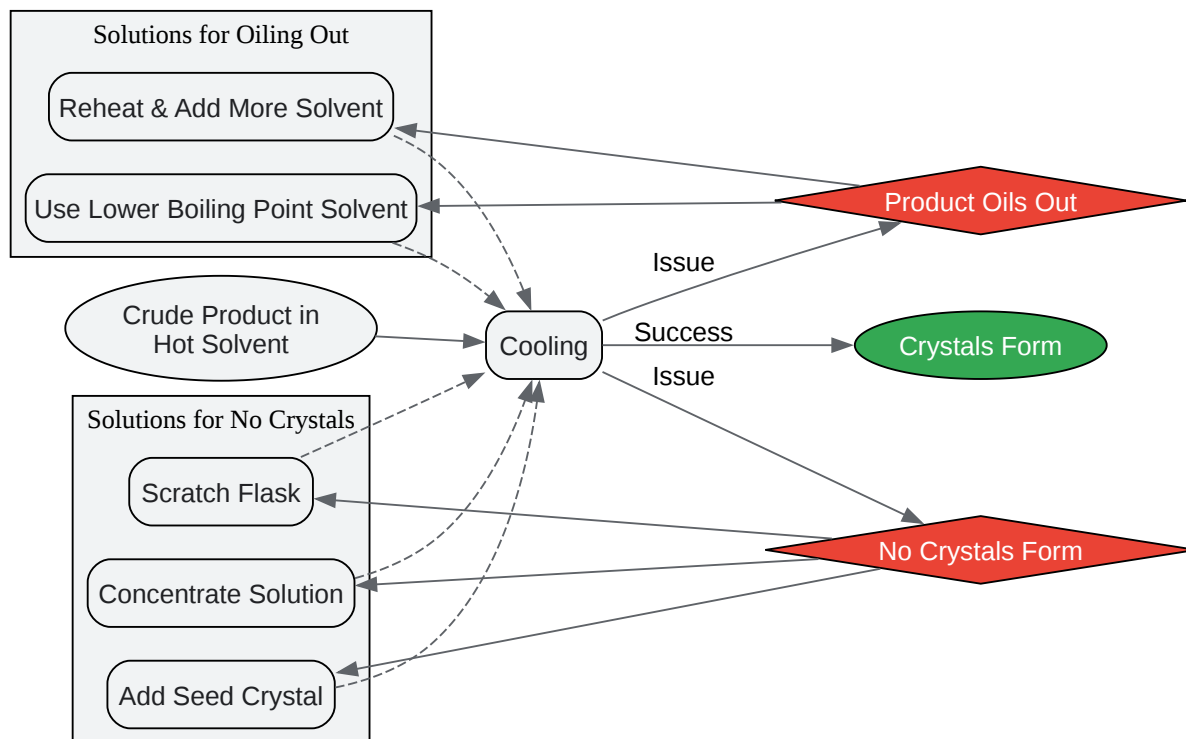 Solutions for Oiling Out
Reheat & Add More Solvent
Use Lower Boiling Point Solvent
Product Oils Out
Issue
Crude Product in
Hot Solvent
Cooling
Success
Crystals Form
Issue
Solutions for No Crystals
Scratch Flask
No Crystals Form
Concentrate Solution
Add Seed Crystal